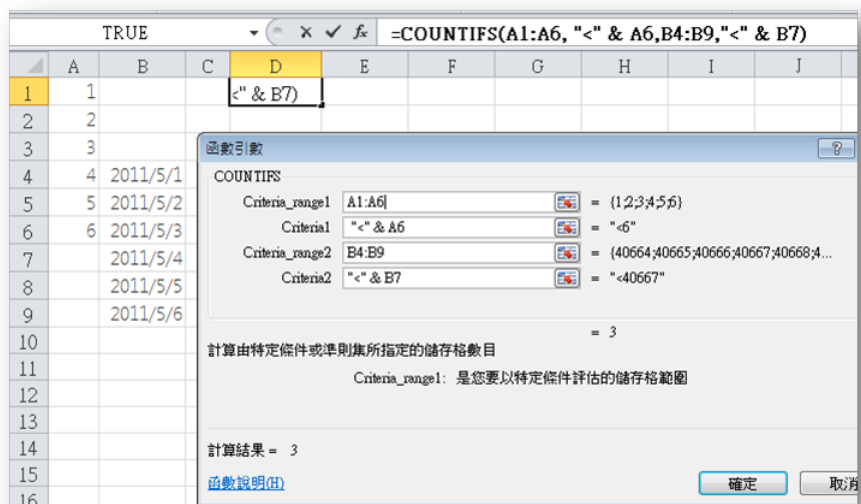 TRUE =COUNTIFS(A1:A6, "<" & A6,B4:B9,"<" & B7)
A B C D E F G H I J
1 1 <" & B7)
2 2
3 3 函數引數
4 4 2011/5/1 COUNTIFS
5 5 2011/5/2 Criteria_range1 A1:A6 = {1;2;3;4;5;6}
6 6 2011/5/3 Criteria1 "<" & A6 = "<6"
7 2011/5/4 Criteria_range2 B4:B9 = {40664;40665;40666;40667;40668;4...
8 2011/5/5 Criteria2 "<" & B7 = "<40667"
9 2011/5/6
= 3
10 計算由特定條件或準則集所指定的儲存格數目
11
Criteria_range1: 是您要以特定條件評估的儲存格範圍
12
13
14 計算結果 = 3
15 函數說明(H) 確定 取消
16